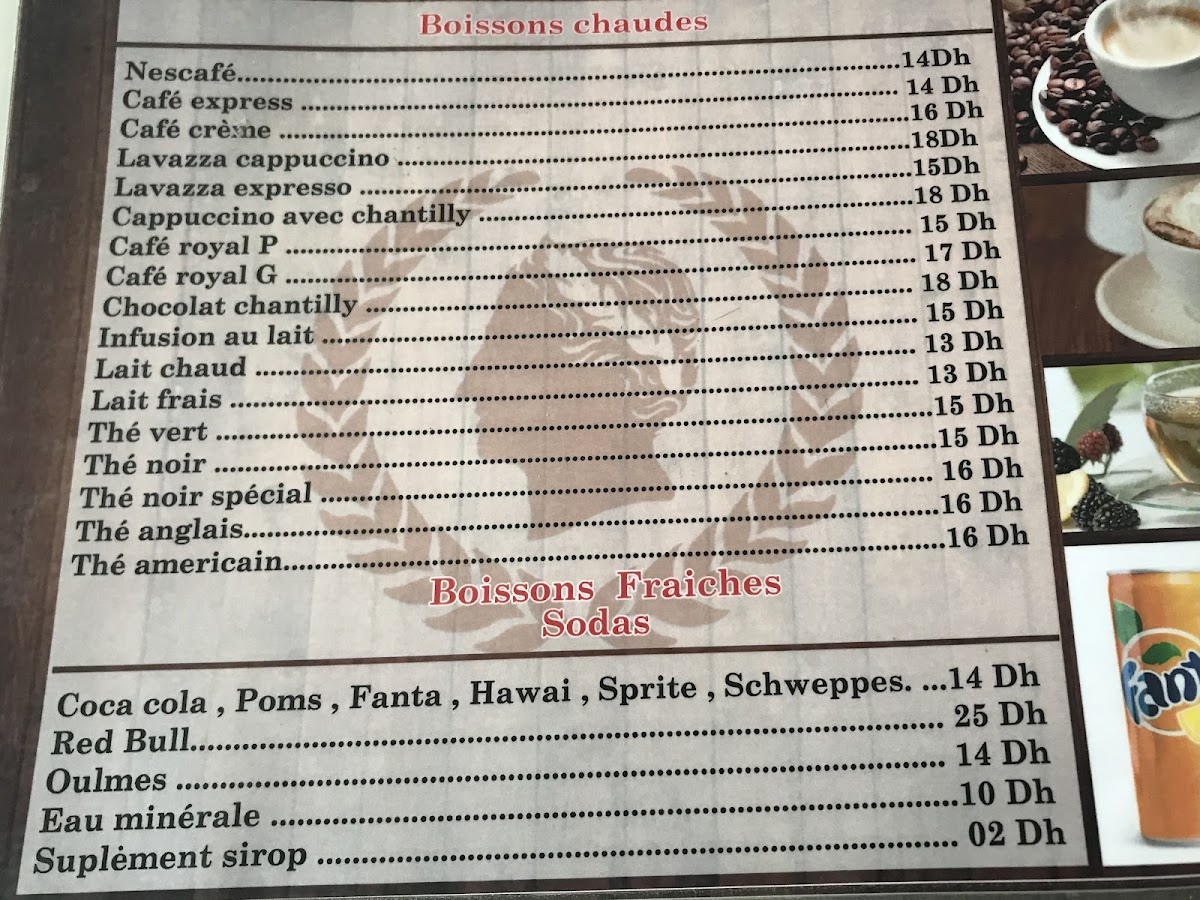 Boissons chaudes
Nescafé..........14Dh
Café express .......... 14 Dh
Café crème ..........16 Dh
Lavazza cappuccino ..........18Dh
Lavazza expresso ..........15Dh
Cappuccino avec chantilly ..........18 Dh
Café royal P .......... 15 Dh
Café royal G .......... 17 Dh
Chocolat chantilly .......... 18 Dh
Infusion au lait .......... 15 Dh
Lait chaud .......... 13 Dh
Lait frais .......... 13 Dh
Thé vert ..........15 Dh
Thé noir ..........15 Dh
Thé noir spécial .......... 16 Dh
Thé anglais..........16 Dh
Thé americain..........16 Dh
Boissons Fraiches
Sodas
Coca cola , Poms , Fanta , Hawai , Sprite , Schweppes. ...14 Dh
Red Bull.......... 25 Dh
Oulmes .......... 14 Dh
Eau minérale ..........10 Dh
Suplėment sirop .......... 02 Dh